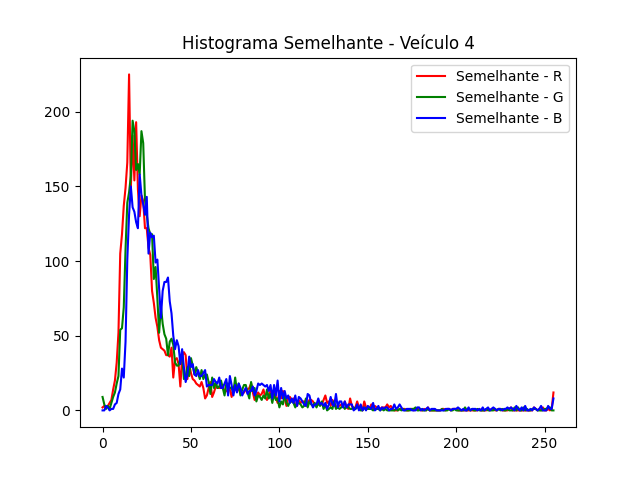 Histograma Semelhante - Veículo 4
Semelhante - R
Semelhante - G
Semelhante - B
200
150
100
50
0
0 50 100 150 200 250